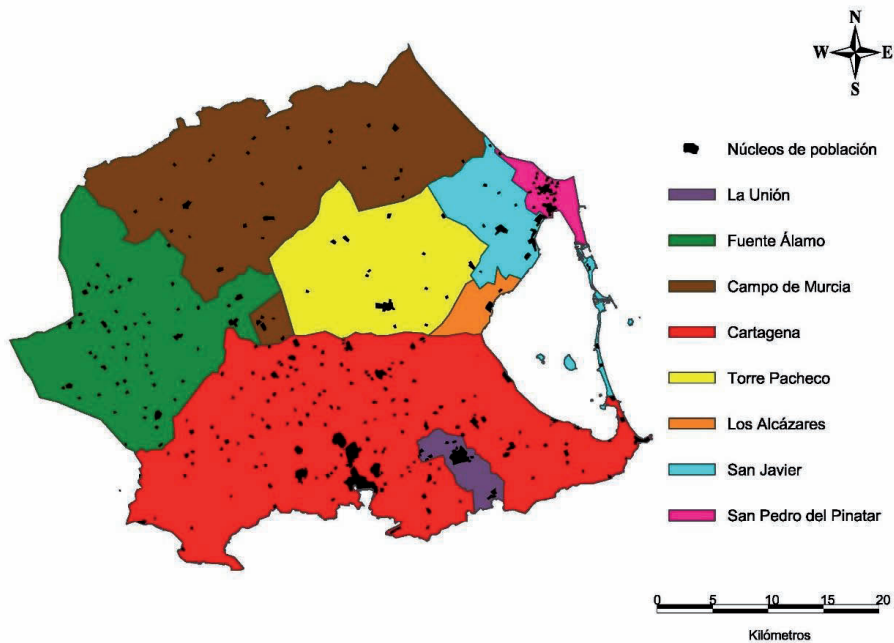 N
W E
S
Núcleos de población
La Unión
Fuente Álamo
Campo de Murcia
Cartagena
Torre Pacheco
Los Alcázares
San Javier
San Pedro del Pinatar
0 5 10 15 20
Kilómetros